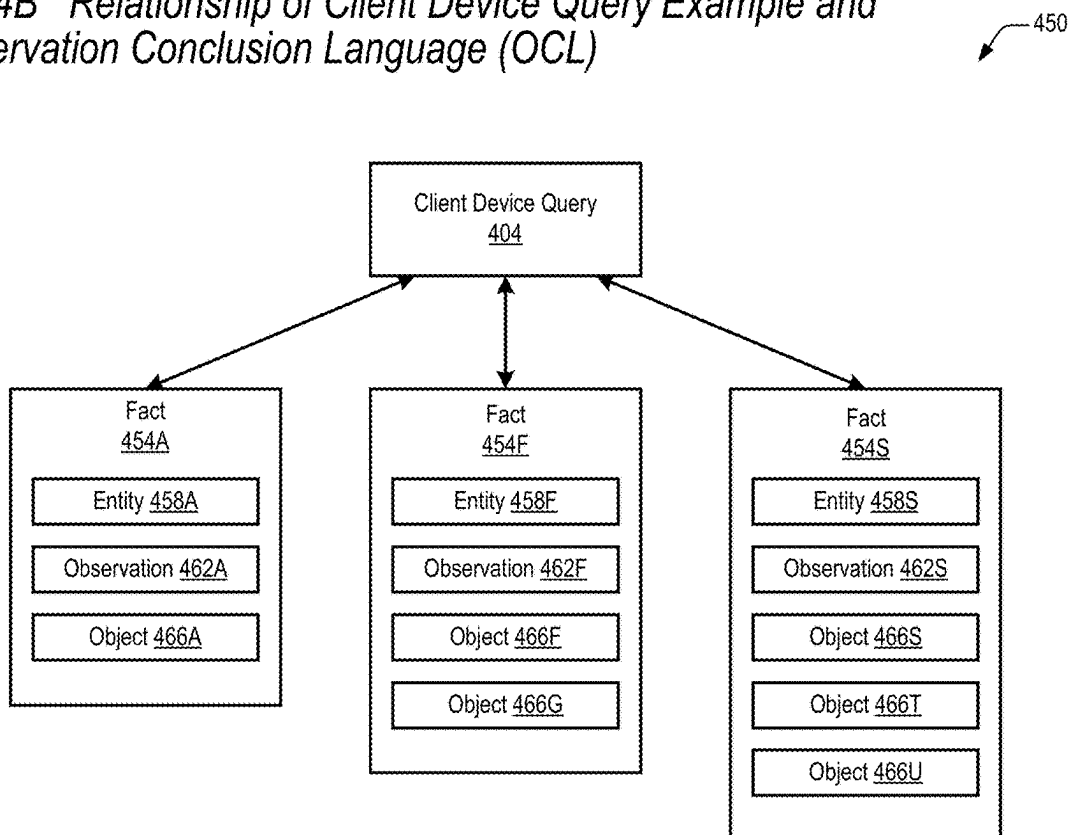 4B Relationship of Client Device Query Example and
ervation Conclusion Language (OCL)
450
Client Device Query
404
Fact
454A
Entity 458A
Observation 462A
Object 466A
Fact
454F
Entity 458F
Observation 462F
Object 466F
Object 466G
Fact
454S
Entity 458S
Observation 462S
Object 466S
Object 466T
Object 466U